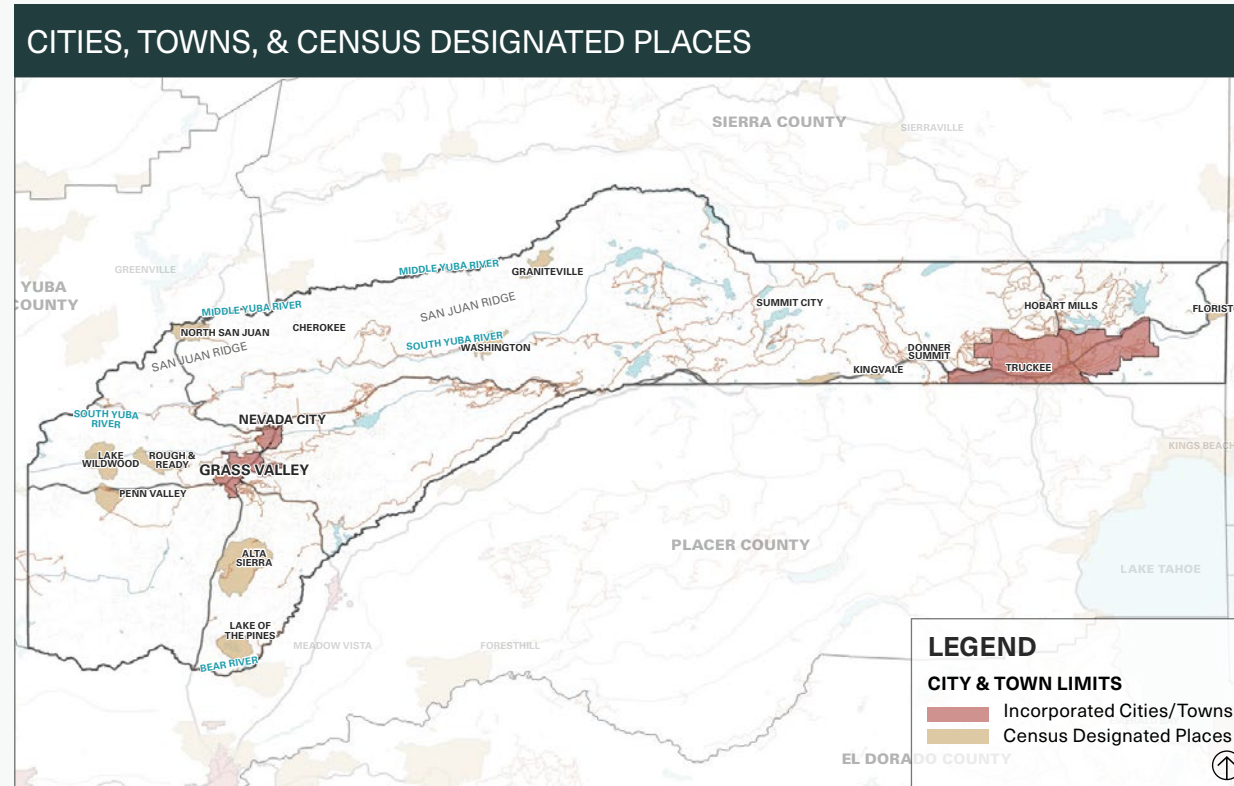 CITIES, TOWNS, & CENSUS DESIGNATED PLACES
SIERRA COUNTY
SIERRAVILLE
GREENVILLE
YUBA
COUNTY
MIDDLE YUBA RIVER
GRANITEVILLE
SAN JUAN RIDGE
MIDDLE YUBA RIVER
NORTH SAN JUAN
CHEROKEE
SAN JUAN RIDGE
SOUTH YUBA RIVER
WASHINGTON
SUMMIT CITY
HOBART MILLS
FLORIST
DONNER
SUMMIT
KINGVALE
TRUCKEE
SOUTH YUBA
RIVER
NEVADA CITY
LAKE
WILDWOOD
ROUGH &
READY
GRASS VALLEY
PENN VALLEY
KINGS BEACH
ALTA
SIERRA
PLACER COUNTY
LAKE TAHOE
LAKE OF
THE PINES
BEAR RIVER
MEADOW VISTA
FORESTHILL
EL DORADO COUNTY
LEGEND
CITY & TOWN LIMITS
Incorporated Cities/Towns
Census Designated Places